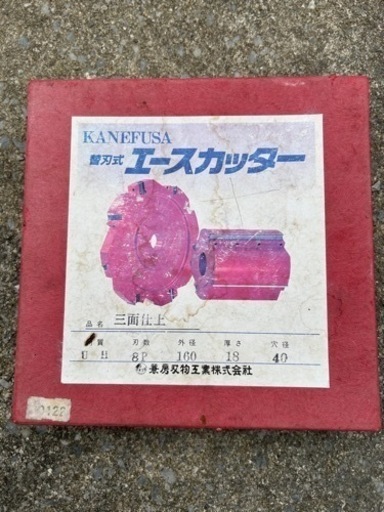 KANEFUSA
替刃式 エースカッター
品名 三面仕上
質 刃数 外径 厚さ 穴径
U H 8P 160 18 40
兼房刃物工業株式会社
0122